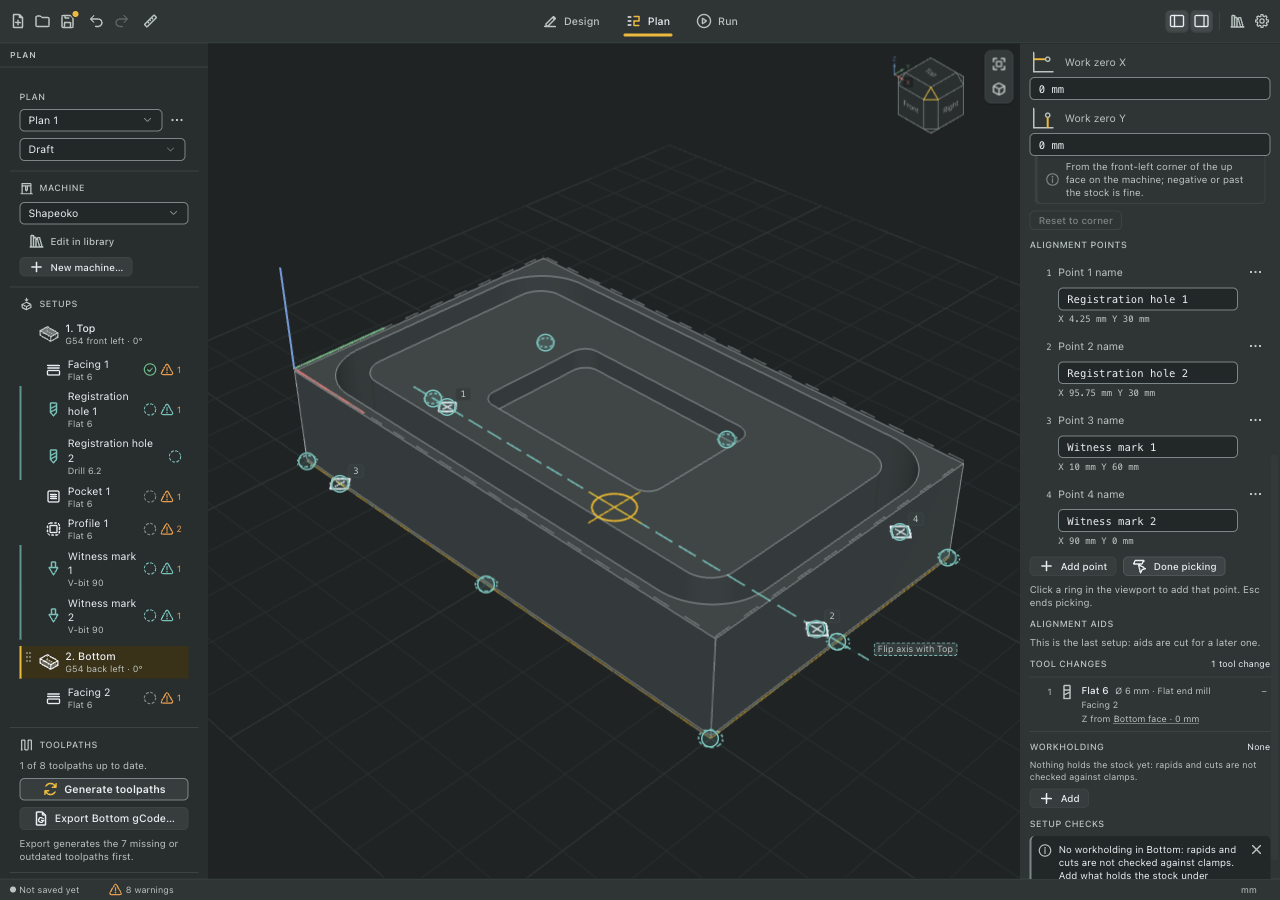 Design
Plan
Run
PLAN
PLAN
Plan 1
Draft
MACHINE
Shapeoko
Edit in library
New machine...
SETUPS
1. Top
G54 front left · 0°
Facing 1
Flat 6
1
Registration
hole 1
Flat 6
1
Registration hole
2
Drill 6.2
Pocket 1
Flat 6
1
Profile 1
Flat 6
2
Witness mark
1
V-bit 90
1
Witness mark
2
V-bit 90
1
2. Bottom
G54 back left · 0°
Facing 2
Flat 6
1
TOOLPATHS
1 of 8 toolpaths up to date.
Generate toolpaths
Export Bottom gCode...
Export generates the 7 missing or
outdated toolpaths first.
Not saved yet
8 warnings
Top
Front
Right
Z
X
1
3
4
2
Flip axis with Top
Work zero X
0 mm
Work zero Y
0 mm
From the front-left corner of the up
face on the machine; negative or past
the stock is fine.
Reset to corner
ALIGNMENT POINTS
1 Point 1 name
Registration hole 1
X 4.25 mm Y 30 mm
2 Point 2 name
Registration hole 2
X 95.75 mm Y 30 mm
3 Point 3 name
Witness mark 1
X 10 mm Y 60 mm
4 Point 4 name
Witness mark 2
X 90 mm Y 0 mm
Add point
Done picking
Click a ring in the viewport to add that point. Esc
ends picking.
ALIGNMENT AIDS
This is the last setup: aids are cut for a later one.
TOOL CHANGES 1 tool change
1 Flat 6 Ø 6 mm · Flat end mill –
Facing 2
Z from Bottom face · 0 mm
WORKHOLDING None
Nothing holds the stock yet: rapids and cuts are not
checked against clamps.
Add
SETUP CHECKS
No workholding in Bottom: rapids and
cuts are not checked against clamps.
Add what holds the stock under
mm